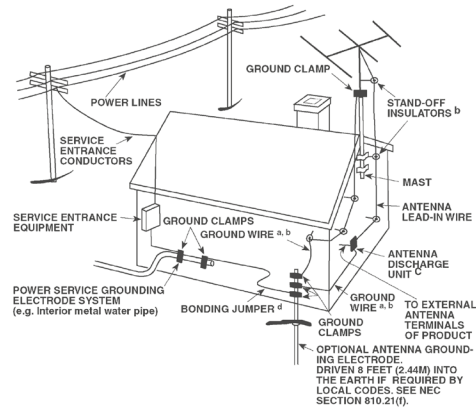 GROUND CLAMP
POWER LINES
STAND-OFF
INSULATORS b
SERVICE
ENTRANCE
CONDUCTORS
MAST
ANTENNA
LEAD-IN WIRE
SERVICE ENTRANCE
EQUIPMENT
GROUND CLAMPS
GROUND WIRE a, b
ANTENNA
DISCHARGE
UNIT C
POWER SERVICE GROUNDING
ELECTRODE SYSTEM
(e.g. Interior metal water pipe)
BONDING JUMPER d
GROUND
WIRE a, b
TO EXTERNAL
ANTENNA
TERMINALS
OF PRODUCT
GROUND
CLAMPS
OPTIONAL ANTENNA GROUND-
ING ELECTRODE.
DRIVEN 8 FEET (2.44M) INTO
THE EARTH IF REQUIRED BY
LOCAL CODES. SEE NEC
SECTION 810.21(f).